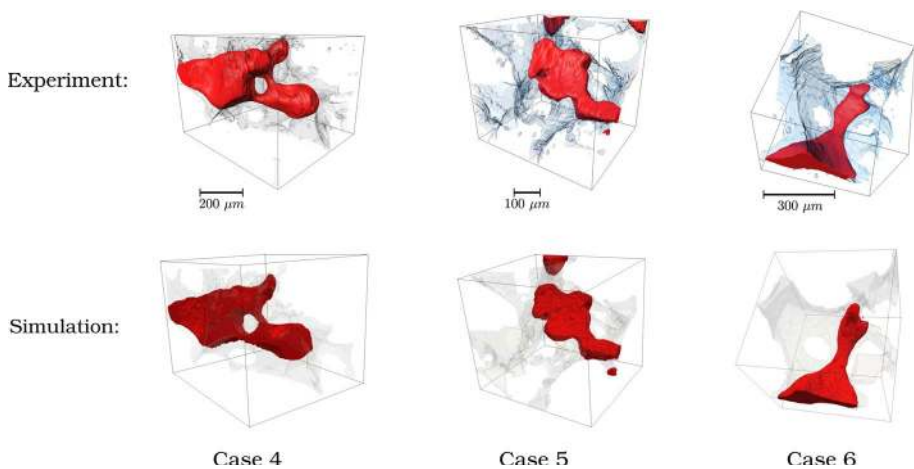 Experiment:
200 μm
100 μm
300 μm
Simulation:
Case 4
Case 5
Case 6